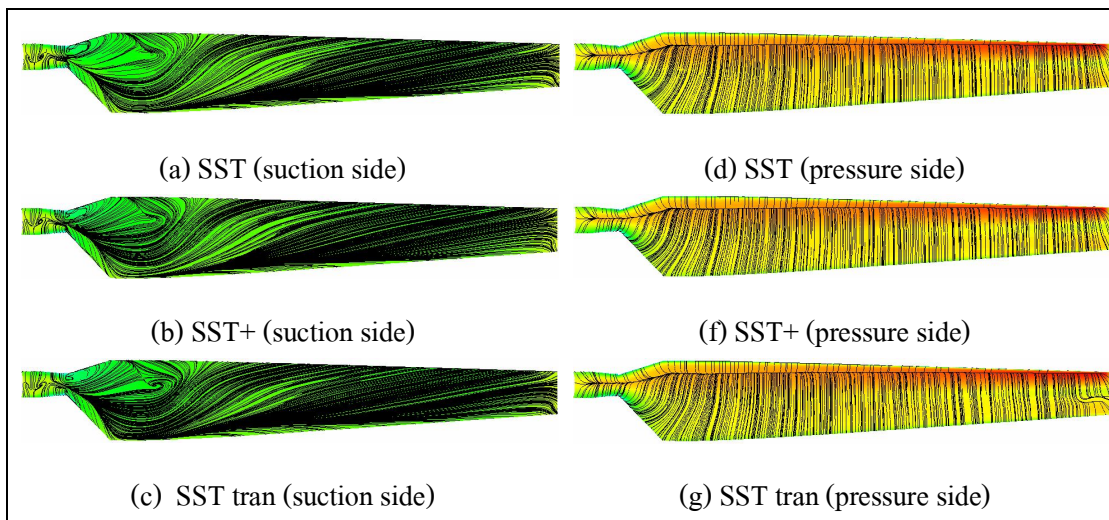 (a) SST (suction side)
(d) SST (pressure side)
(b) SST+ (suction side)
(f) SST+ (pressure side)
(c) SST tran (suction side)
(g) SST tran (pressure side)